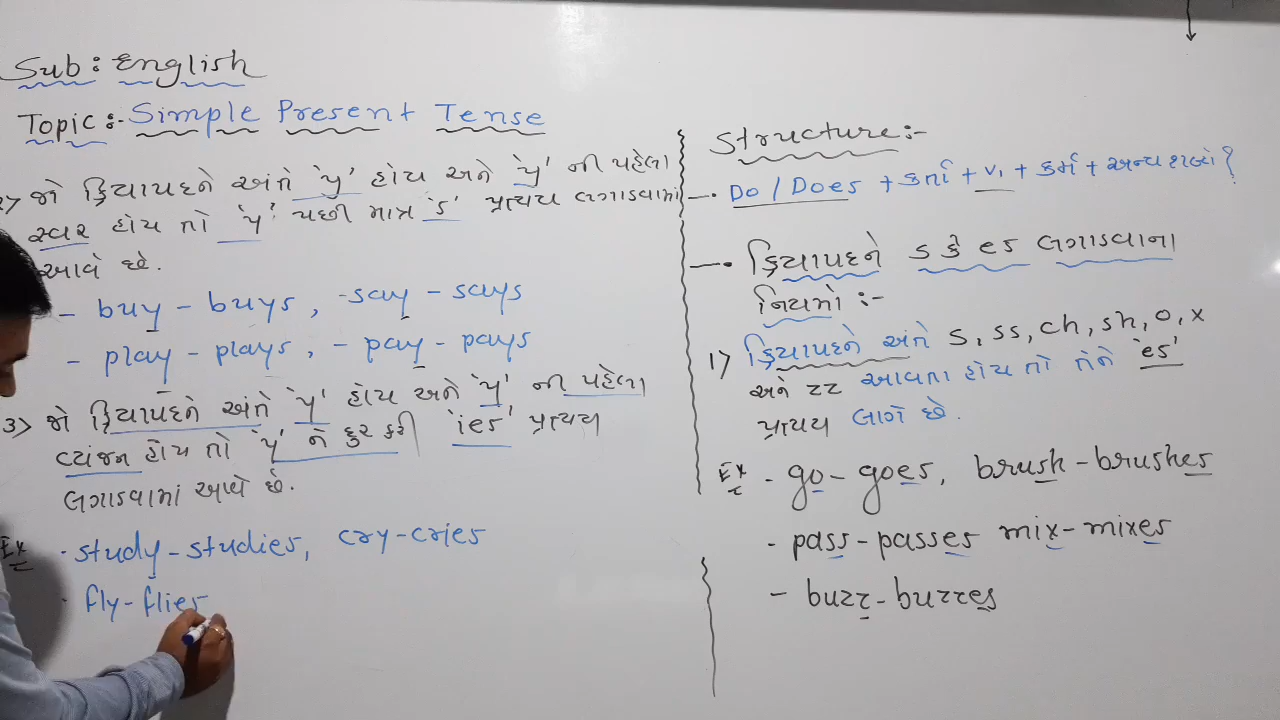 Sub : English
Topic :- Simple Present Tense
2) જો ક્રિયાપદને અંતે 'y' હોય અને 'y' ની પહેલા
સ્વર હોય તો 'y' પછી માત્ર 's' પ્રત્યય લગાડવામાં
આવે છે.
- buy - buys, - say - says
- play - plays, - pay - pays
3) જો ક્રિયાપદને અંતે 'y' હોય અને 'y' ની પહેલા
વ્યંજન હોય તો 'y' ને દુર કરી 'ies' પ્રત્યય
લગાડવામાં આવે છે.
Ex · study - studies, cry - cries
· fly - flies
Structure :-
· Do / Does + કર્તા + V1 + કર્મ + અન્ય શબ્દો ?
· ક્રિયાપદને s કે es લગાડવાના
નિયમો :-
1) ક્રિયાપદને અંતે s, ss, ch, sh, o, x
અને zz આવતા હોય તો તેને 'es'
પ્રત્યય લાગે છે.
Ex - go - goes, brush - brushes
- pass - passes mix - mixes
- buzz - buzzes